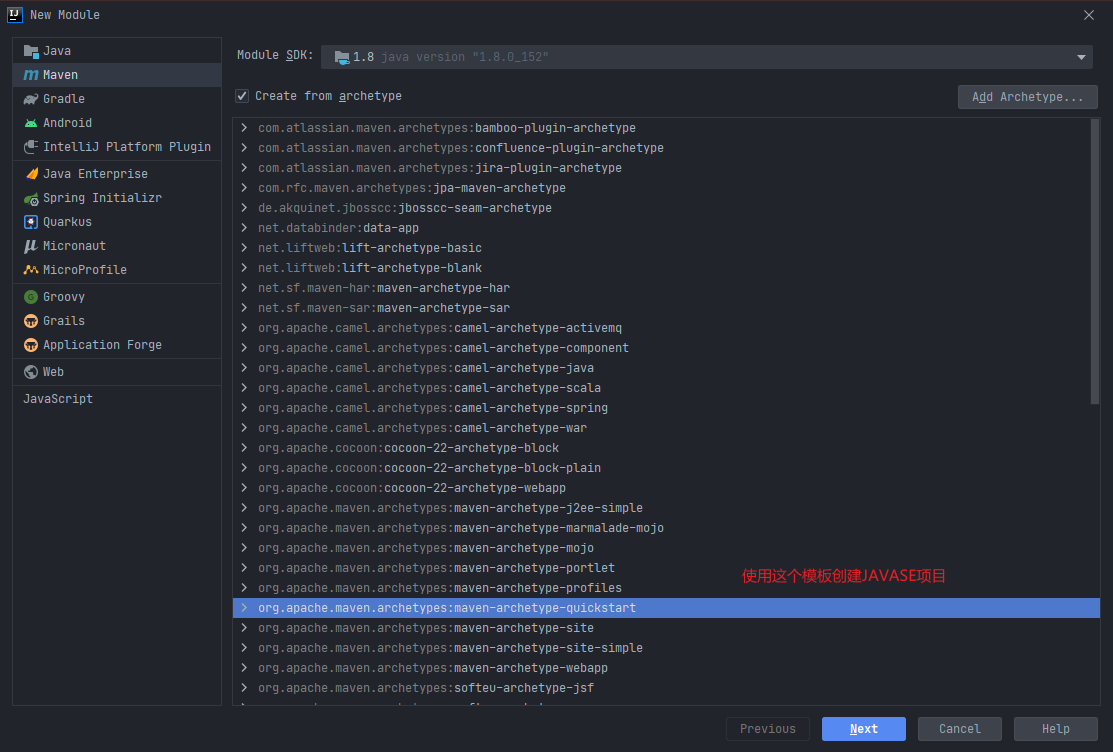 New Module
Java
Maven
Gradle
Android
IntelliJ Platform Plugin
Java Enterprise
Spring Initializr
Quarkus
Micronaut
MicroProfile
Groovy
Grails
Application Forge
Web
JavaScript
Module SDK:
1.8 java version "1.8.0_152"
Create from archetype
Add Archetype...
com.atlassian.maven.archetypes:bamboo-plugin-archetype
com.atlassian.maven.archetypes:confluence-plugin-archetype
com.atlassian.maven.archetypes:jira-plugin-archetype
com.rfc.maven.archetypes:jpa-maven-archetype
de.akquinet.jbosscc:jbosscc-seam-archetype
net.databinder:data-app
net.liftweb:lift-archetype-basic
net.liftweb:lift-archetype-blank
net.sf.maven-har:maven-archetype-har
net.sf.maven-sar:maven-archetype-sar
org.apache.camel.archetypes:camel-archetype-activemq
org.apache.camel.archetypes:camel-archetype-component
org.apache.camel.archetypes:camel-archetype-java
org.apache.camel.archetypes:camel-archetype-scala
org.apache.camel.archetypes:camel-archetype-spring
org.apache.camel.archetypes:camel-archetype-war
org.apache.cocoon:cocoon-22-archetype-block
org.apache.cocoon:cocoon-22-archetype-block-plain
org.apache.cocoon:cocoon-22-archetype-webapp
org.apache.maven.archetypes:maven-archetype-j2ee-simple
org.apache.maven.archetypes:maven-archetype-marmalade-mojo
org.apache.maven.archetypes:maven-archetype-mojo
org.apache.maven.archetypes:maven-archetype-portlet
使用这个模板创建JAVASE项目
org.apache.maven.archetypes:maven-archetype-profiles
org.apache.maven.archetypes:maven-archetype-quickstart
org.apache.maven.archetypes:maven-archetype-site
org.apache.maven.archetypes:maven-archetype-site-simple
org.apache.maven.archetypes:maven-archetype-webapp
org.apache.maven.archetypes:softeu-archetype-jsf
Previous
Next
Cancel
Help